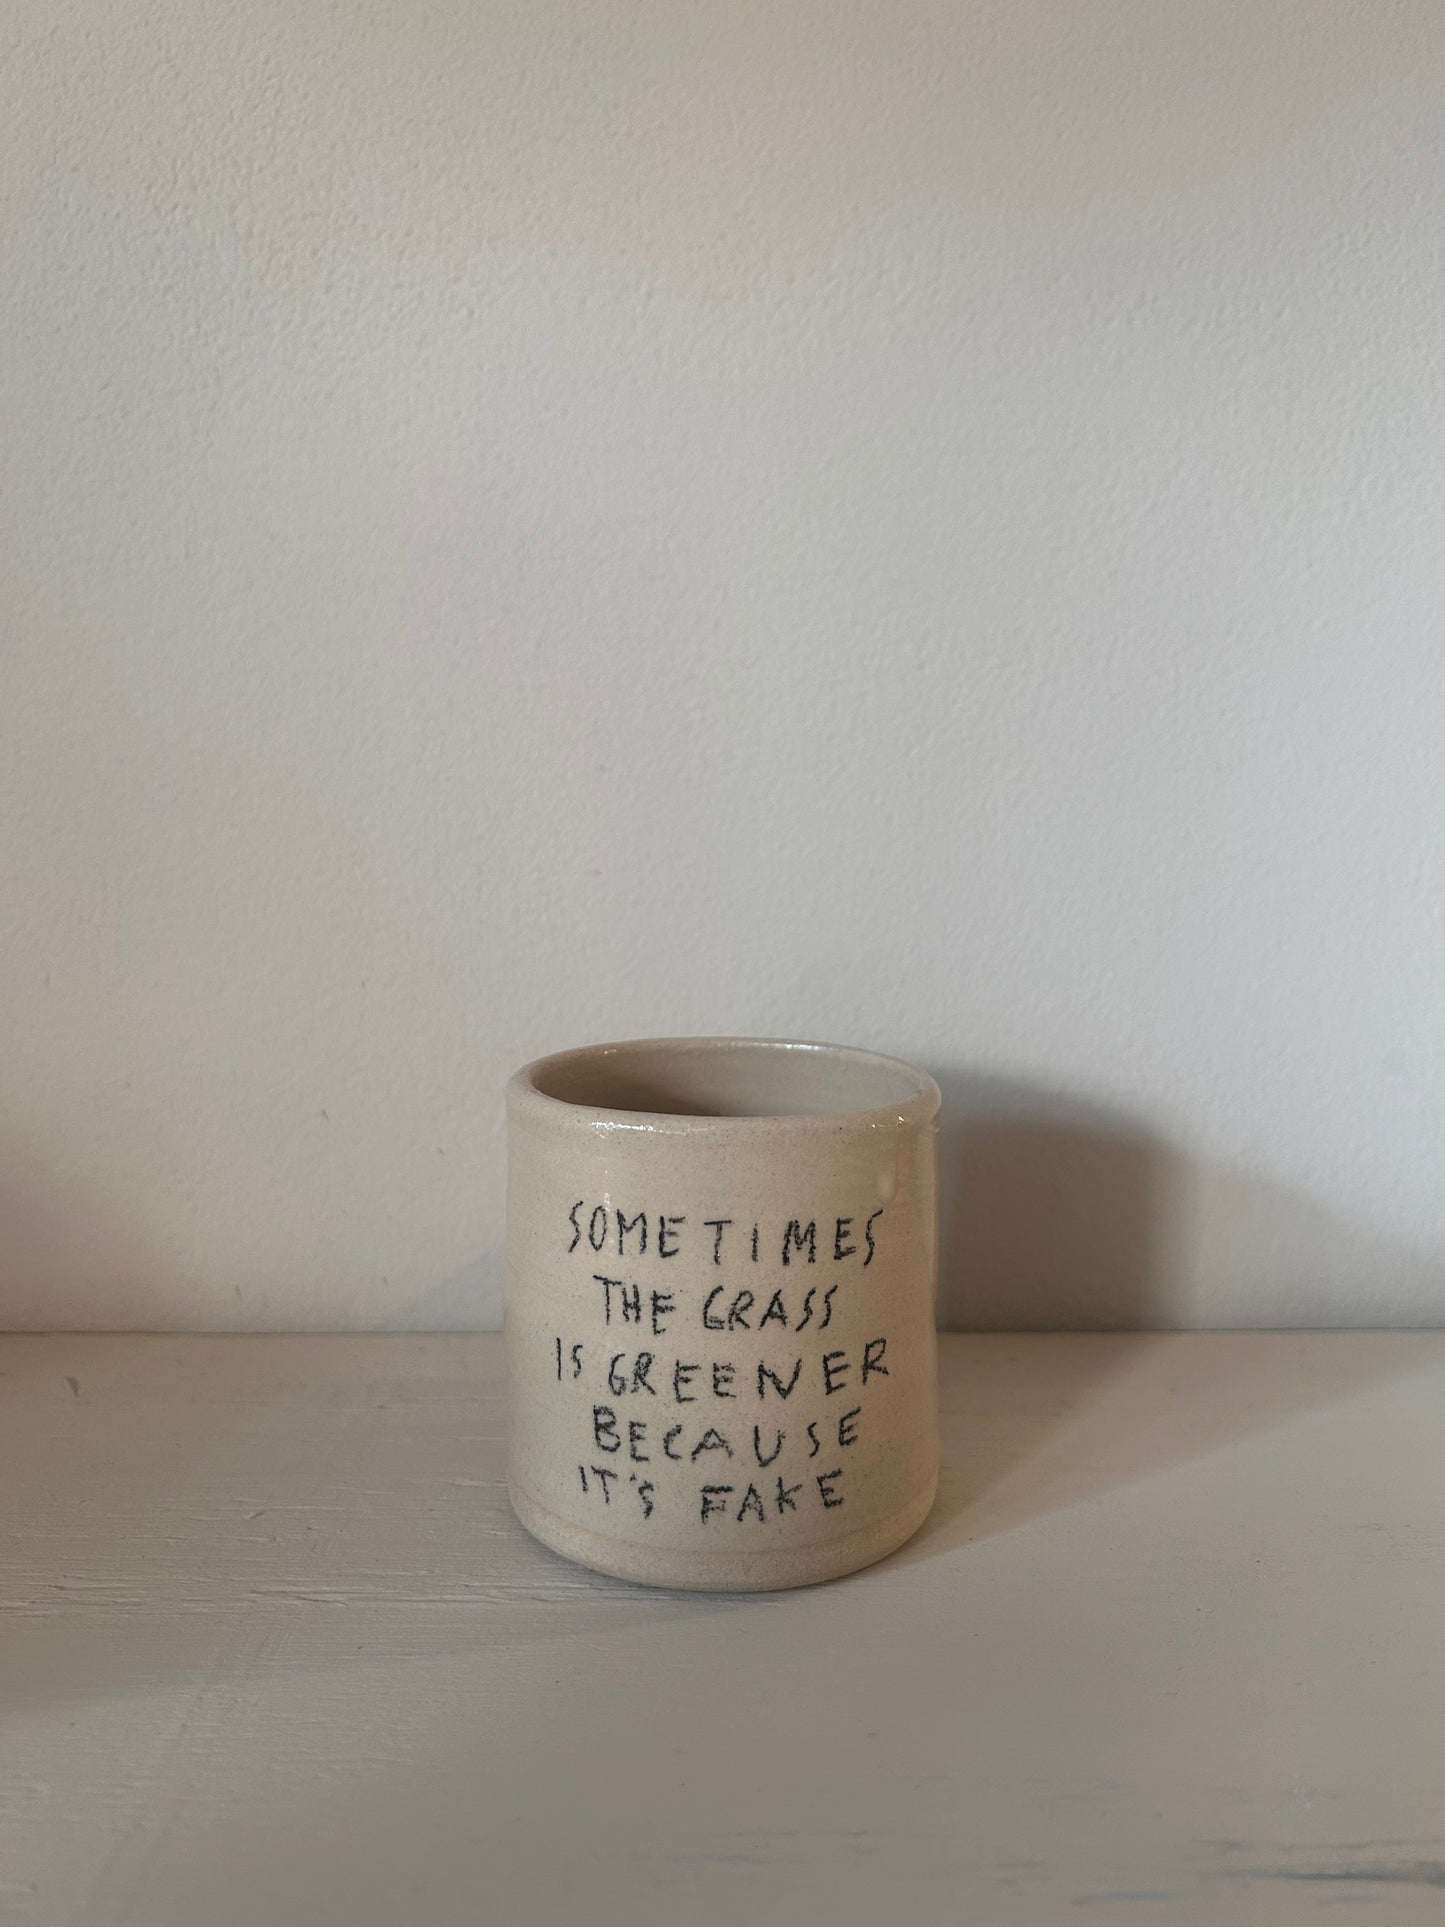 SOMETIMES
THE GRASS
IS GREENER
BECAUSE
IT'S FAKE